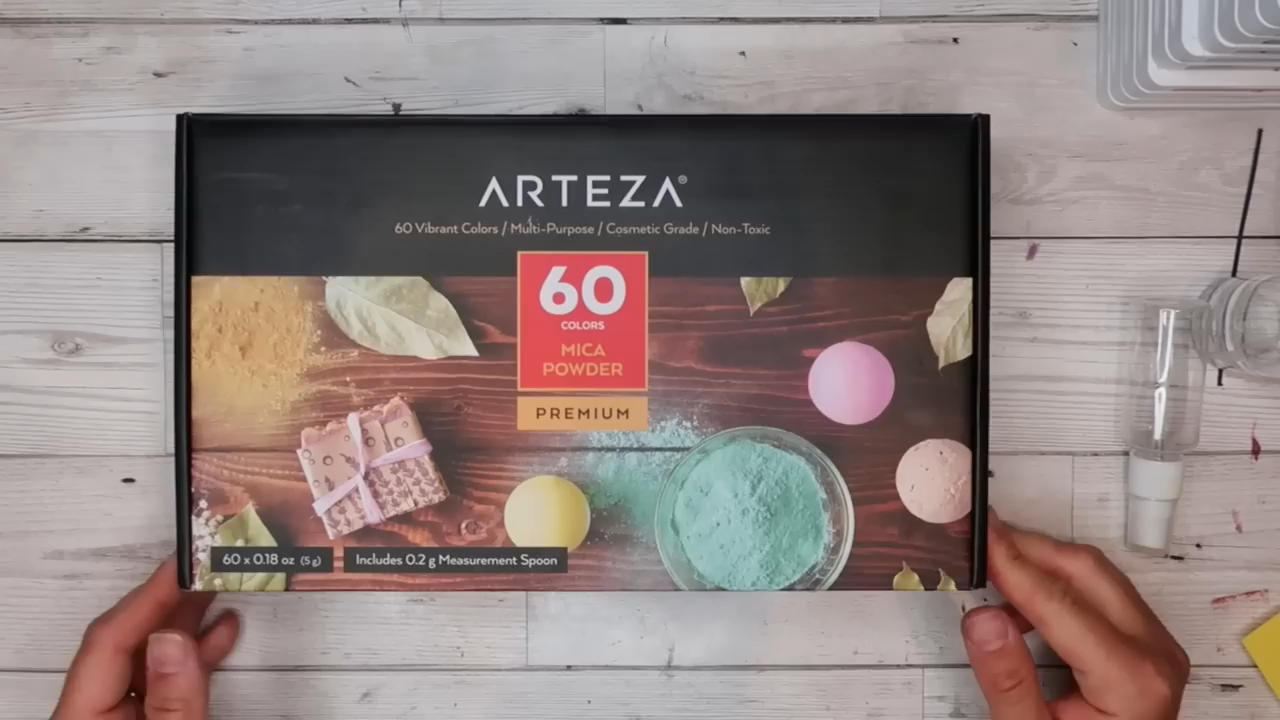 ARTEZA®
60 Vibrant Colors / Multi-Purpose / Cosmetic Grade / Non-Toxic
60
COLORS
MICA
POWDER
PREMIUM
60 x 0.18 oz (5 g)
Includes 0.2 g Measurement Spoon